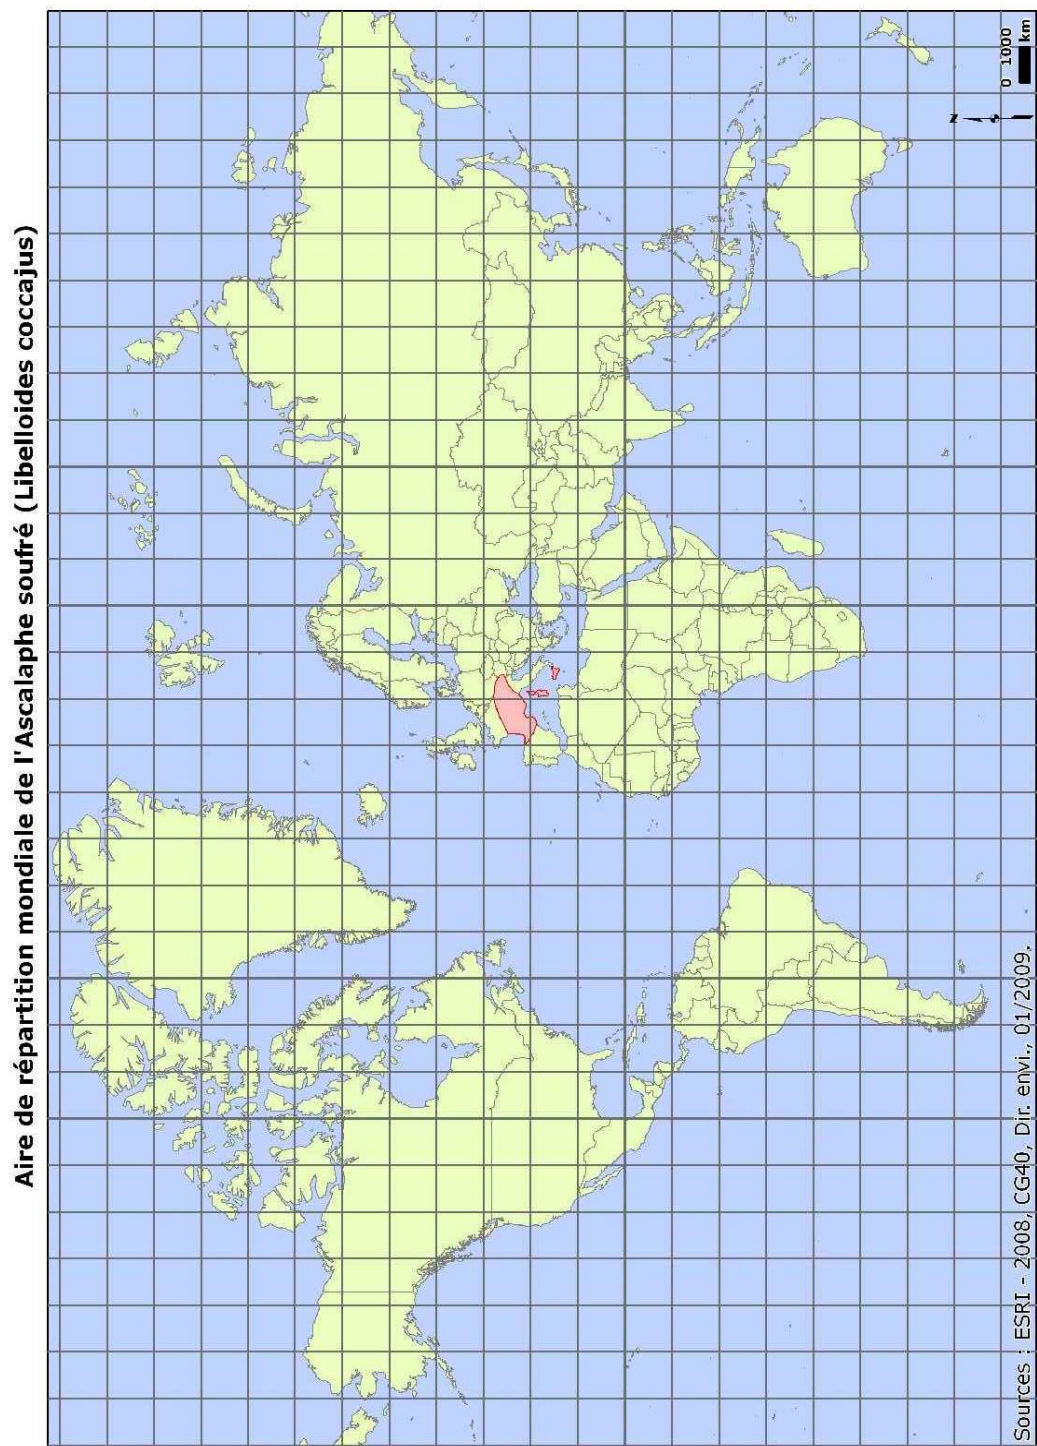 Aire de répartition mondiale de l'Ascalaphe soufré (Libelloides coccajus)
N
0 1000
km
Sources : ESRI - 2008, CG40, Dir. envi., 01/2009.